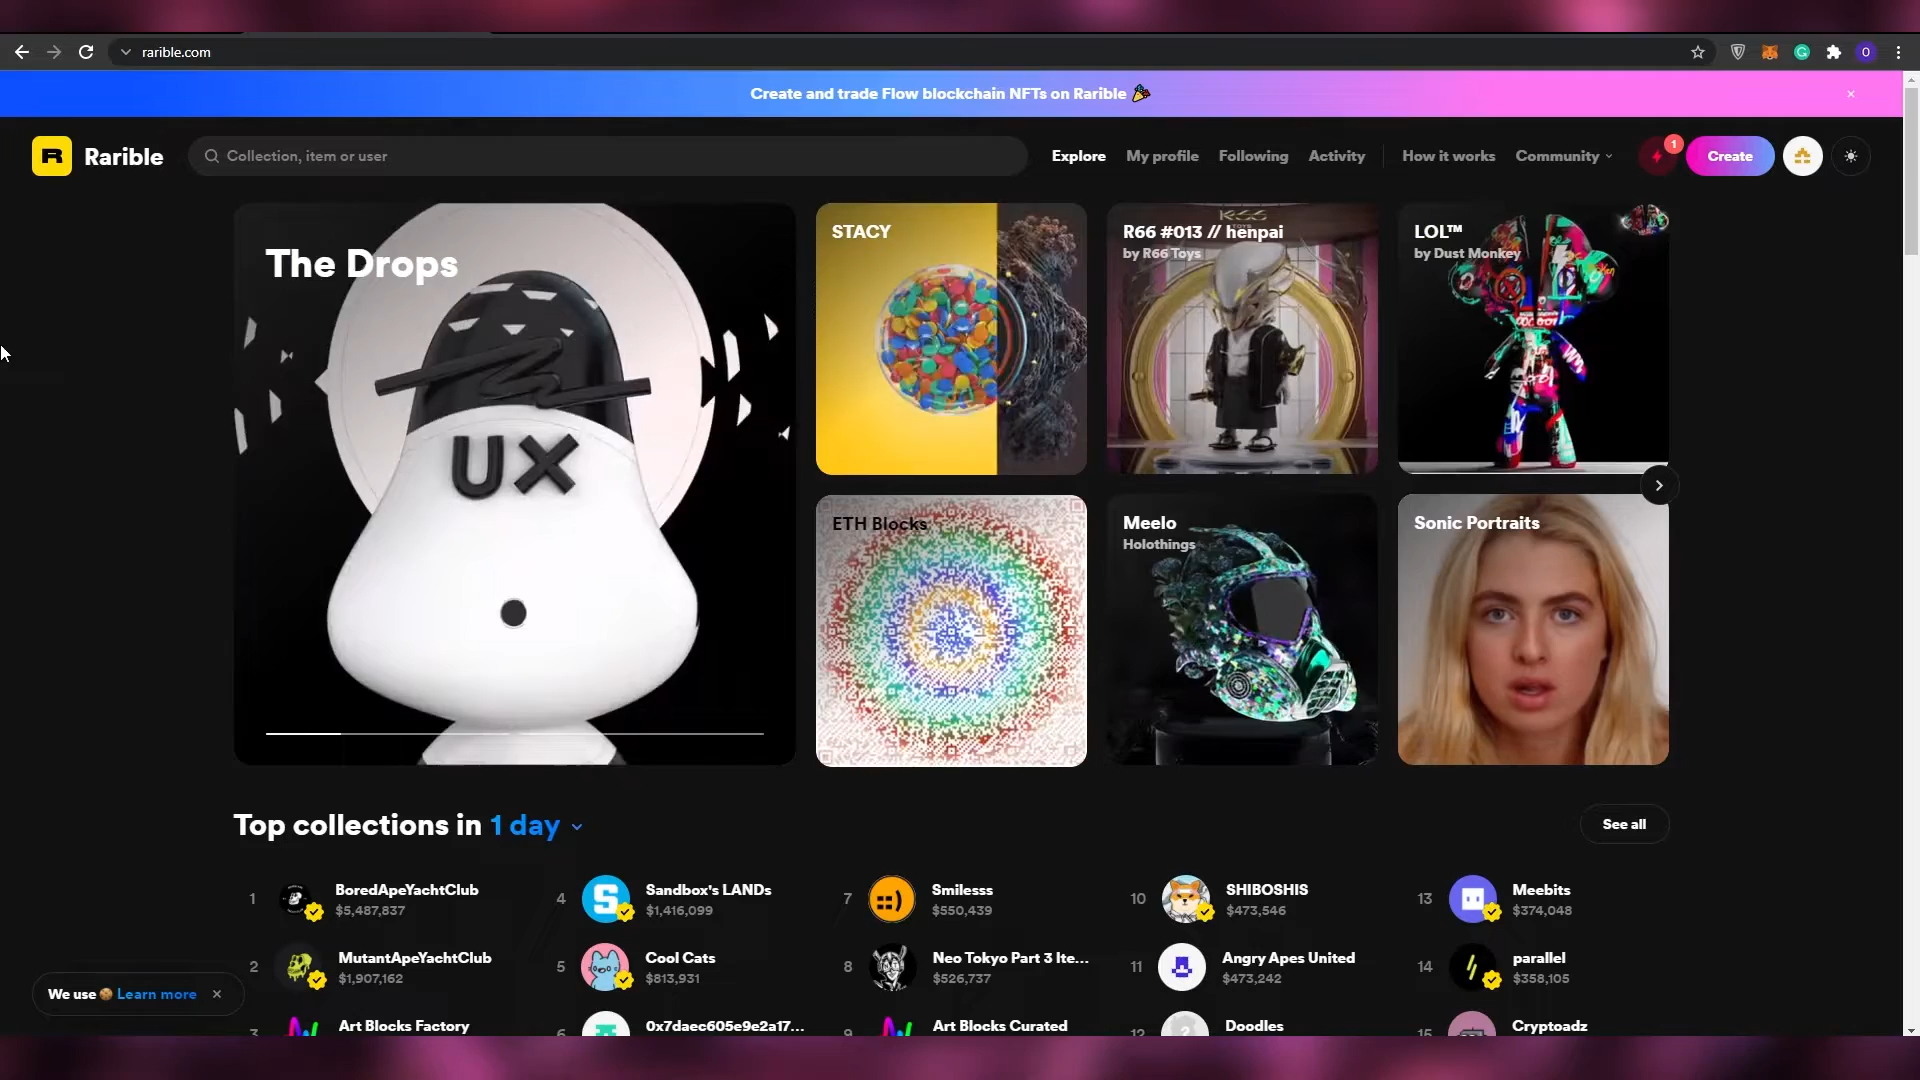 rarible.com
O
Create and trade Flow blockchain NFTs on Rarible
R
Rarible
Collection, item or user
Explore
My profile
Following
Activity
How it works
Community
1
Create
The Drops
UX
STACY
R66 #013 // henpai
by R66 Toys
LOL™
by Dust Monkey
ETH Blocks
Meelo
Holothings
Sonic Portraits
Top collections in 1 day
See all
1
BoredApeYachtClub
$5,487,837
4
Sandbox's LANDs
$1,416,099
7
Smilesss
$550,439
10
SHIBOSHIS
$473,546
13
Meebits
$374,048
2
MutantApeYachtClub
$1,907,162
5
Cool Cats
$813,931
8
Neo Tokyo Part 3 Ite...
$526,737
11
Angry Apes United
$473,242
14
parallel
$358,105
We use Learn more
3
Art Blocks Factory
6
0x7daec605e9e2a17...
9
Art Blocks Curated
12
Doodles
15
Cryptoadz